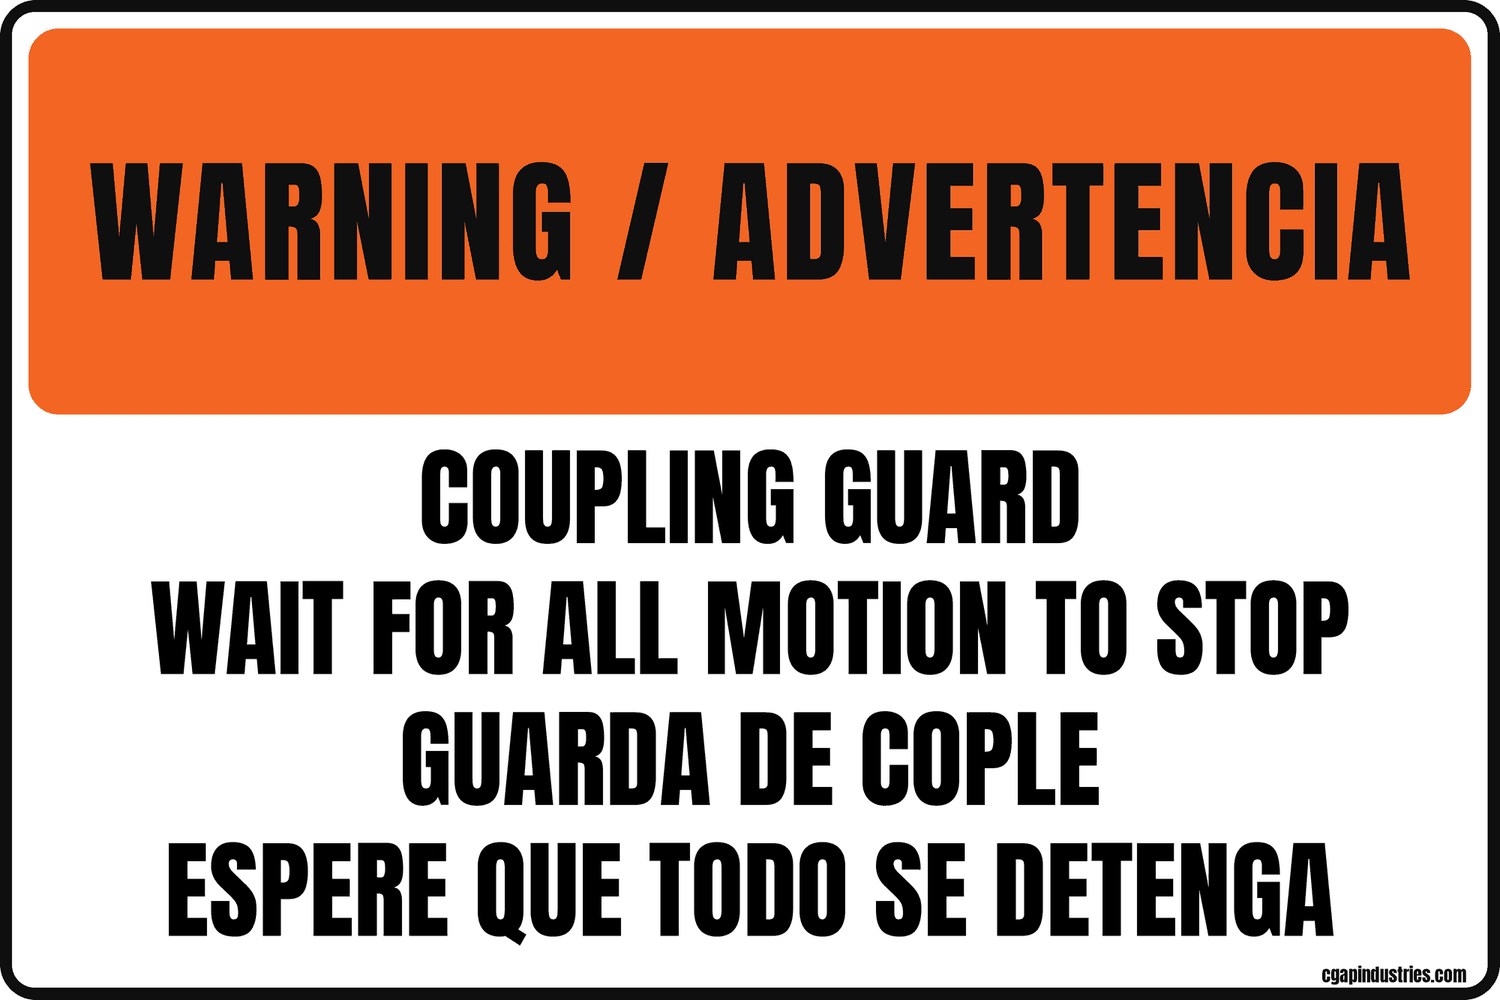 WARNING / ADVERTENCIA
COUPLING GUARD
WAIT FOR ALL MOTION TO STOP
GUARDA DE COPLE
ESPERE QUE TODO SE DETENGA
cgapindustries.com